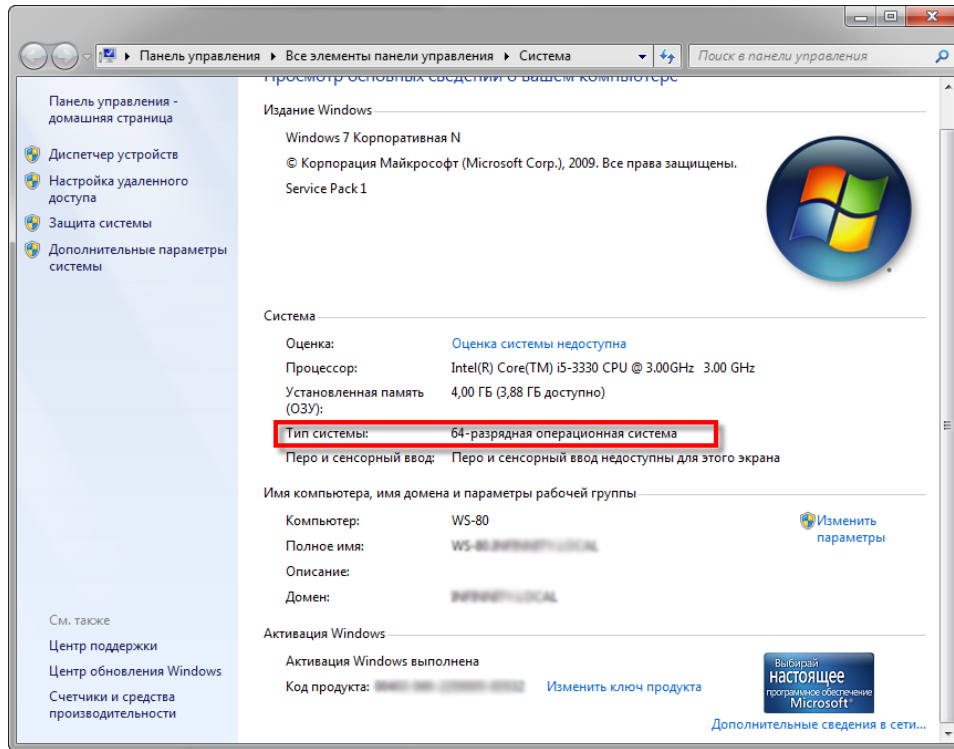 Панель управления ▸ Все элементы панели управления ▸ Система
Поиск в панели управления
Просмотр основных сведений о вашем компьютере
Панель управления -
домашняя страница
Диспетчер устройств
Настройка удаленного
доступа
Защита системы
Дополнительные параметры
системы
См. также
Центр поддержки
Центр обновления Windows
Счетчики и средства
производительности
Издание Windows
Windows 7 Корпоративная N
© Корпорация Майкрософт (Microsoft Corp.), 2009. Все права защищены.
Service Pack 1
Система
Оценка: Оценка системы недоступна
Процессор: Intel(R) Core(TM) i5-3330 CPU @ 3.00GHz 3.00 GHz
Установленная память 4,00 ГБ (3,88 ГБ доступно)
(ОЗУ):
Тип системы: 64-разрядная операционная система
Перо и сенсорный ввод: Перо и сенсорный ввод недоступны для этого экрана
Имя компьютера, имя домена и параметры рабочей группы
Компьютер: WS-80
Изменить
параметры
Полное имя:
Описание:
Домен:
Активация Windows
Активация Windows выполнена
Код продукта: Изменить ключ продукта
Выбирай
настоящее
программное обеспечение
Microsoft®
Дополнительные сведения в сети...